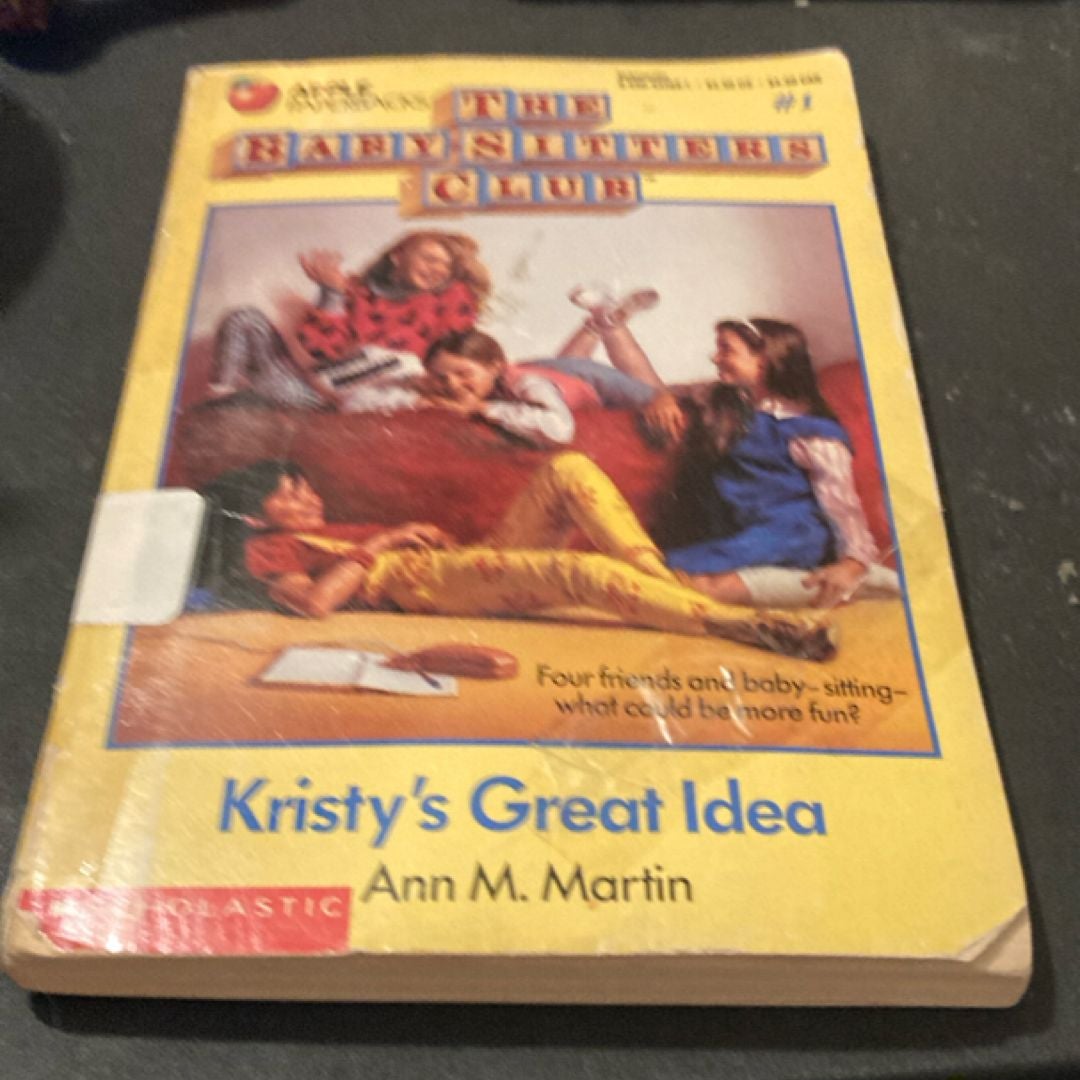 APPLE
PAPERBACKS
#1
THE
BABY-SITTERS
CLUB
Four friends and baby-sitting-
what could be more fun?
Kristy's Great Idea
Ann M. Martin
SCHOLASTIC